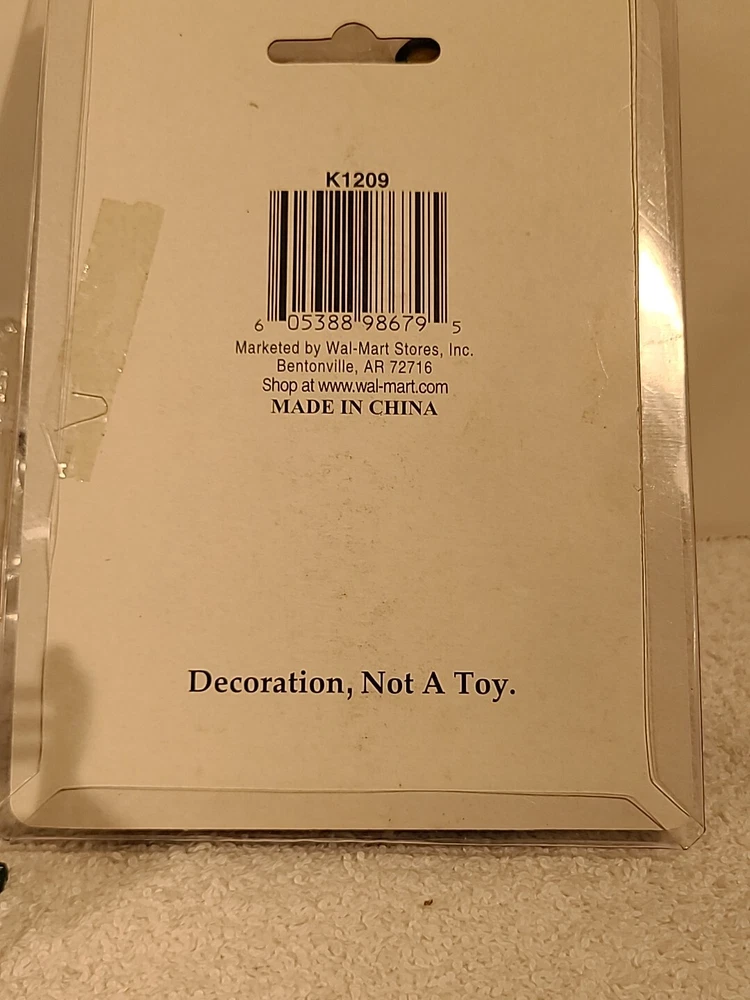 K1209
6 05388 98679 5
Marketed by Wal-Mart Stores, Inc.
Bentonville, AR 72716
Shop at www.wal-mart.com
MADE IN CHINA
Decoration, Not A Toy.